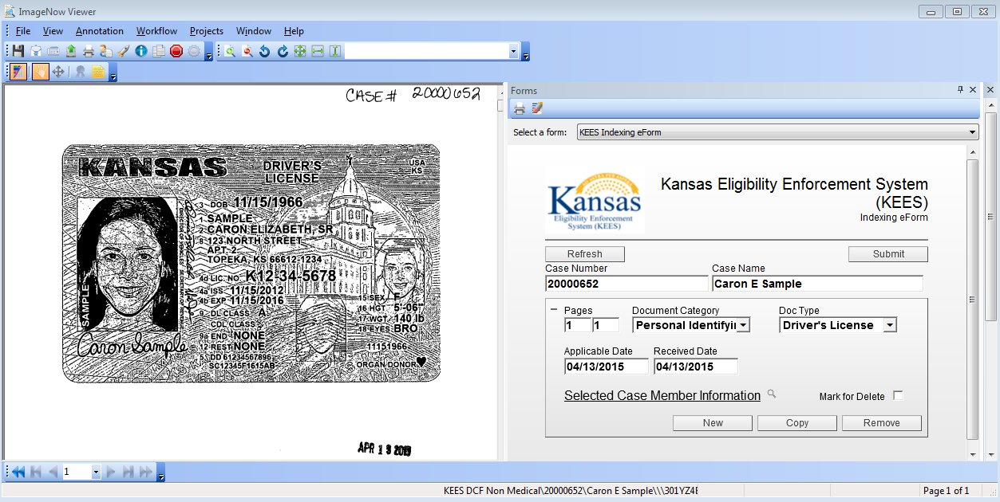 ImageNow Viewer
File View Annotation Workflow Projects Window Help
CASE# 20000652
KANSAS
DRIVER'S
LICENSE
USA
KS
3 DOB 11/15/1966
1 SAMPLE
2 CARON ELIZABETH, SR
8 123 NORTH STREET
APT. 2
TOPEKA, KS 66612-1234
4d LIC. NO. K12-34-5678
4a ISS 11/15/2012
4b EXP 11/15/2016
9 DL CLASS A
CDL CLASS
9a END NONE
12 REST NONE
5 DD 61234567896
SC12345F1615AB
15 SEX F
16 HGT 5'-06"
17 WGT 140 lb
18 EYES BRO
11151966
ORGAN DONOR
SAMPLE
Caron Sample
APR 13
1
Forms
Select a form: KEES Indexing eForm
Kansas
Eligibility Enforcement
System (KEES)
Kansas Eligibility Enforcement System
(KEES)
Indexing eForm
Refresh Submit
Case Number Case Name
20000652 Caron E Sample
Pages Document Category Doc Type
1 1 Personal Identifyin Driver's License
Applicable Date Received Date
04/13/2015 04/13/2015
Selected Case Member Information Mark for Delete
New Copy Remove
KEES DCF Non Medical\20000652\Caron E Sample\\\301YZ4E
Page 1 of 1